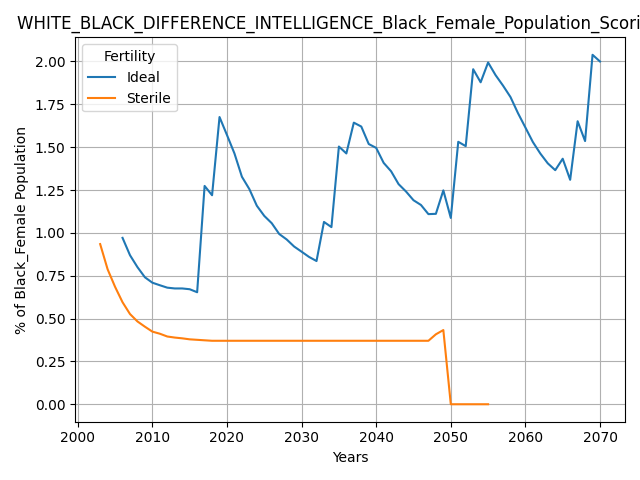 WHITE_BLACK_DIFFERENCE_INTELLIGENCE_Black_Female_Population_Scori
Fertility
Ideal
Sterile
% of Black_Female Population
2.00
1.75
1.50
1.25
1.00
0.75
0.50
0.25
0.00
2000 2010 2020 2030 2040 2050 2060 2070
Years